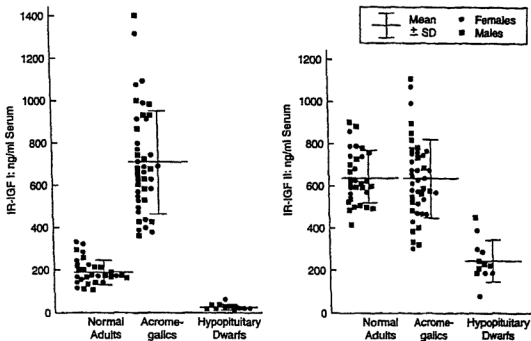 Mean
± SD
Females
Males
IR-IGF I: ng/ml Serum
1400
1200
1000
800
600
400
200
0
Normal
Adults
Acrome-
galics
Hypopituitary
Dwarfs
IR-IGF II: ng/ml Serum
1200
1000
800
600
400
200
0
Normal
Adults
Acrome-
galics
Hypopituitary
Dwarfs